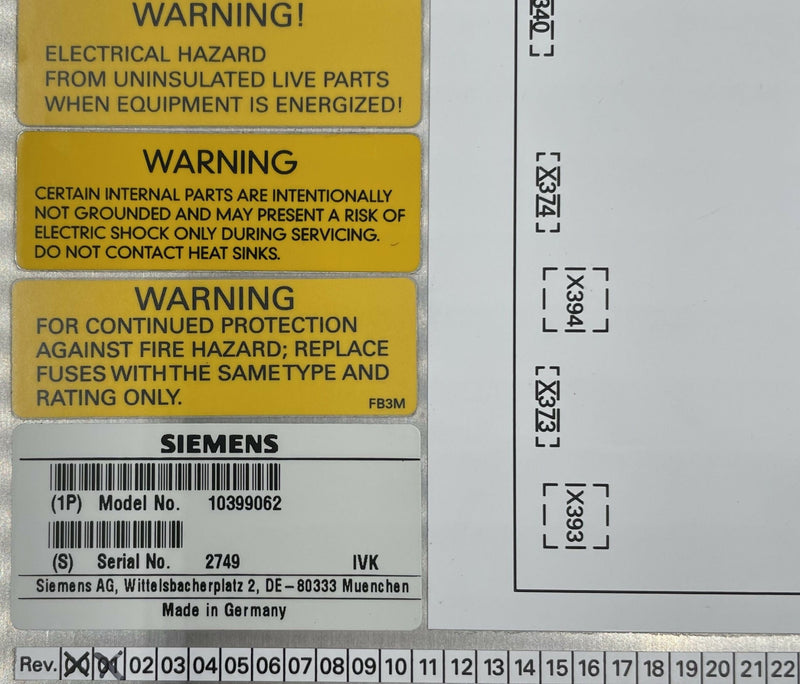 WARNING!
ELECTRICAL HAZARD
FROM UNINSULATED LIVE PARTS
WHEN EQUIPMENT IS ENERGIZED!
WARNING
CERTAIN INTERNAL PARTS ARE INTENTIONALLY
NOT GROUNDED AND MAY PRESENT A RISK OF
ELECTRIC SHOCK ONLY DURING SERVICING.
DO NOT CONTACT HEAT SINKS.
WARNING
FOR CONTINUED PROTECTION
AGAINST FIRE HAZARD; REPLACE
FUSES WITH THE SAME TYPE AND
RATING ONLY.
FB3M
SIEMENS
(1P) Model No. 10399062
(S) Serial No. 2749 IVK
Siemens AG, Wittelsbacherplatz 2, DE-80333 Muenchen
Made in Germany
340
X374
X394
X373
X393
Rev. 00 01 02 03 04 05 06 07 08 09 10 11 12 13 14 15 16 17 18 19 20 21 22